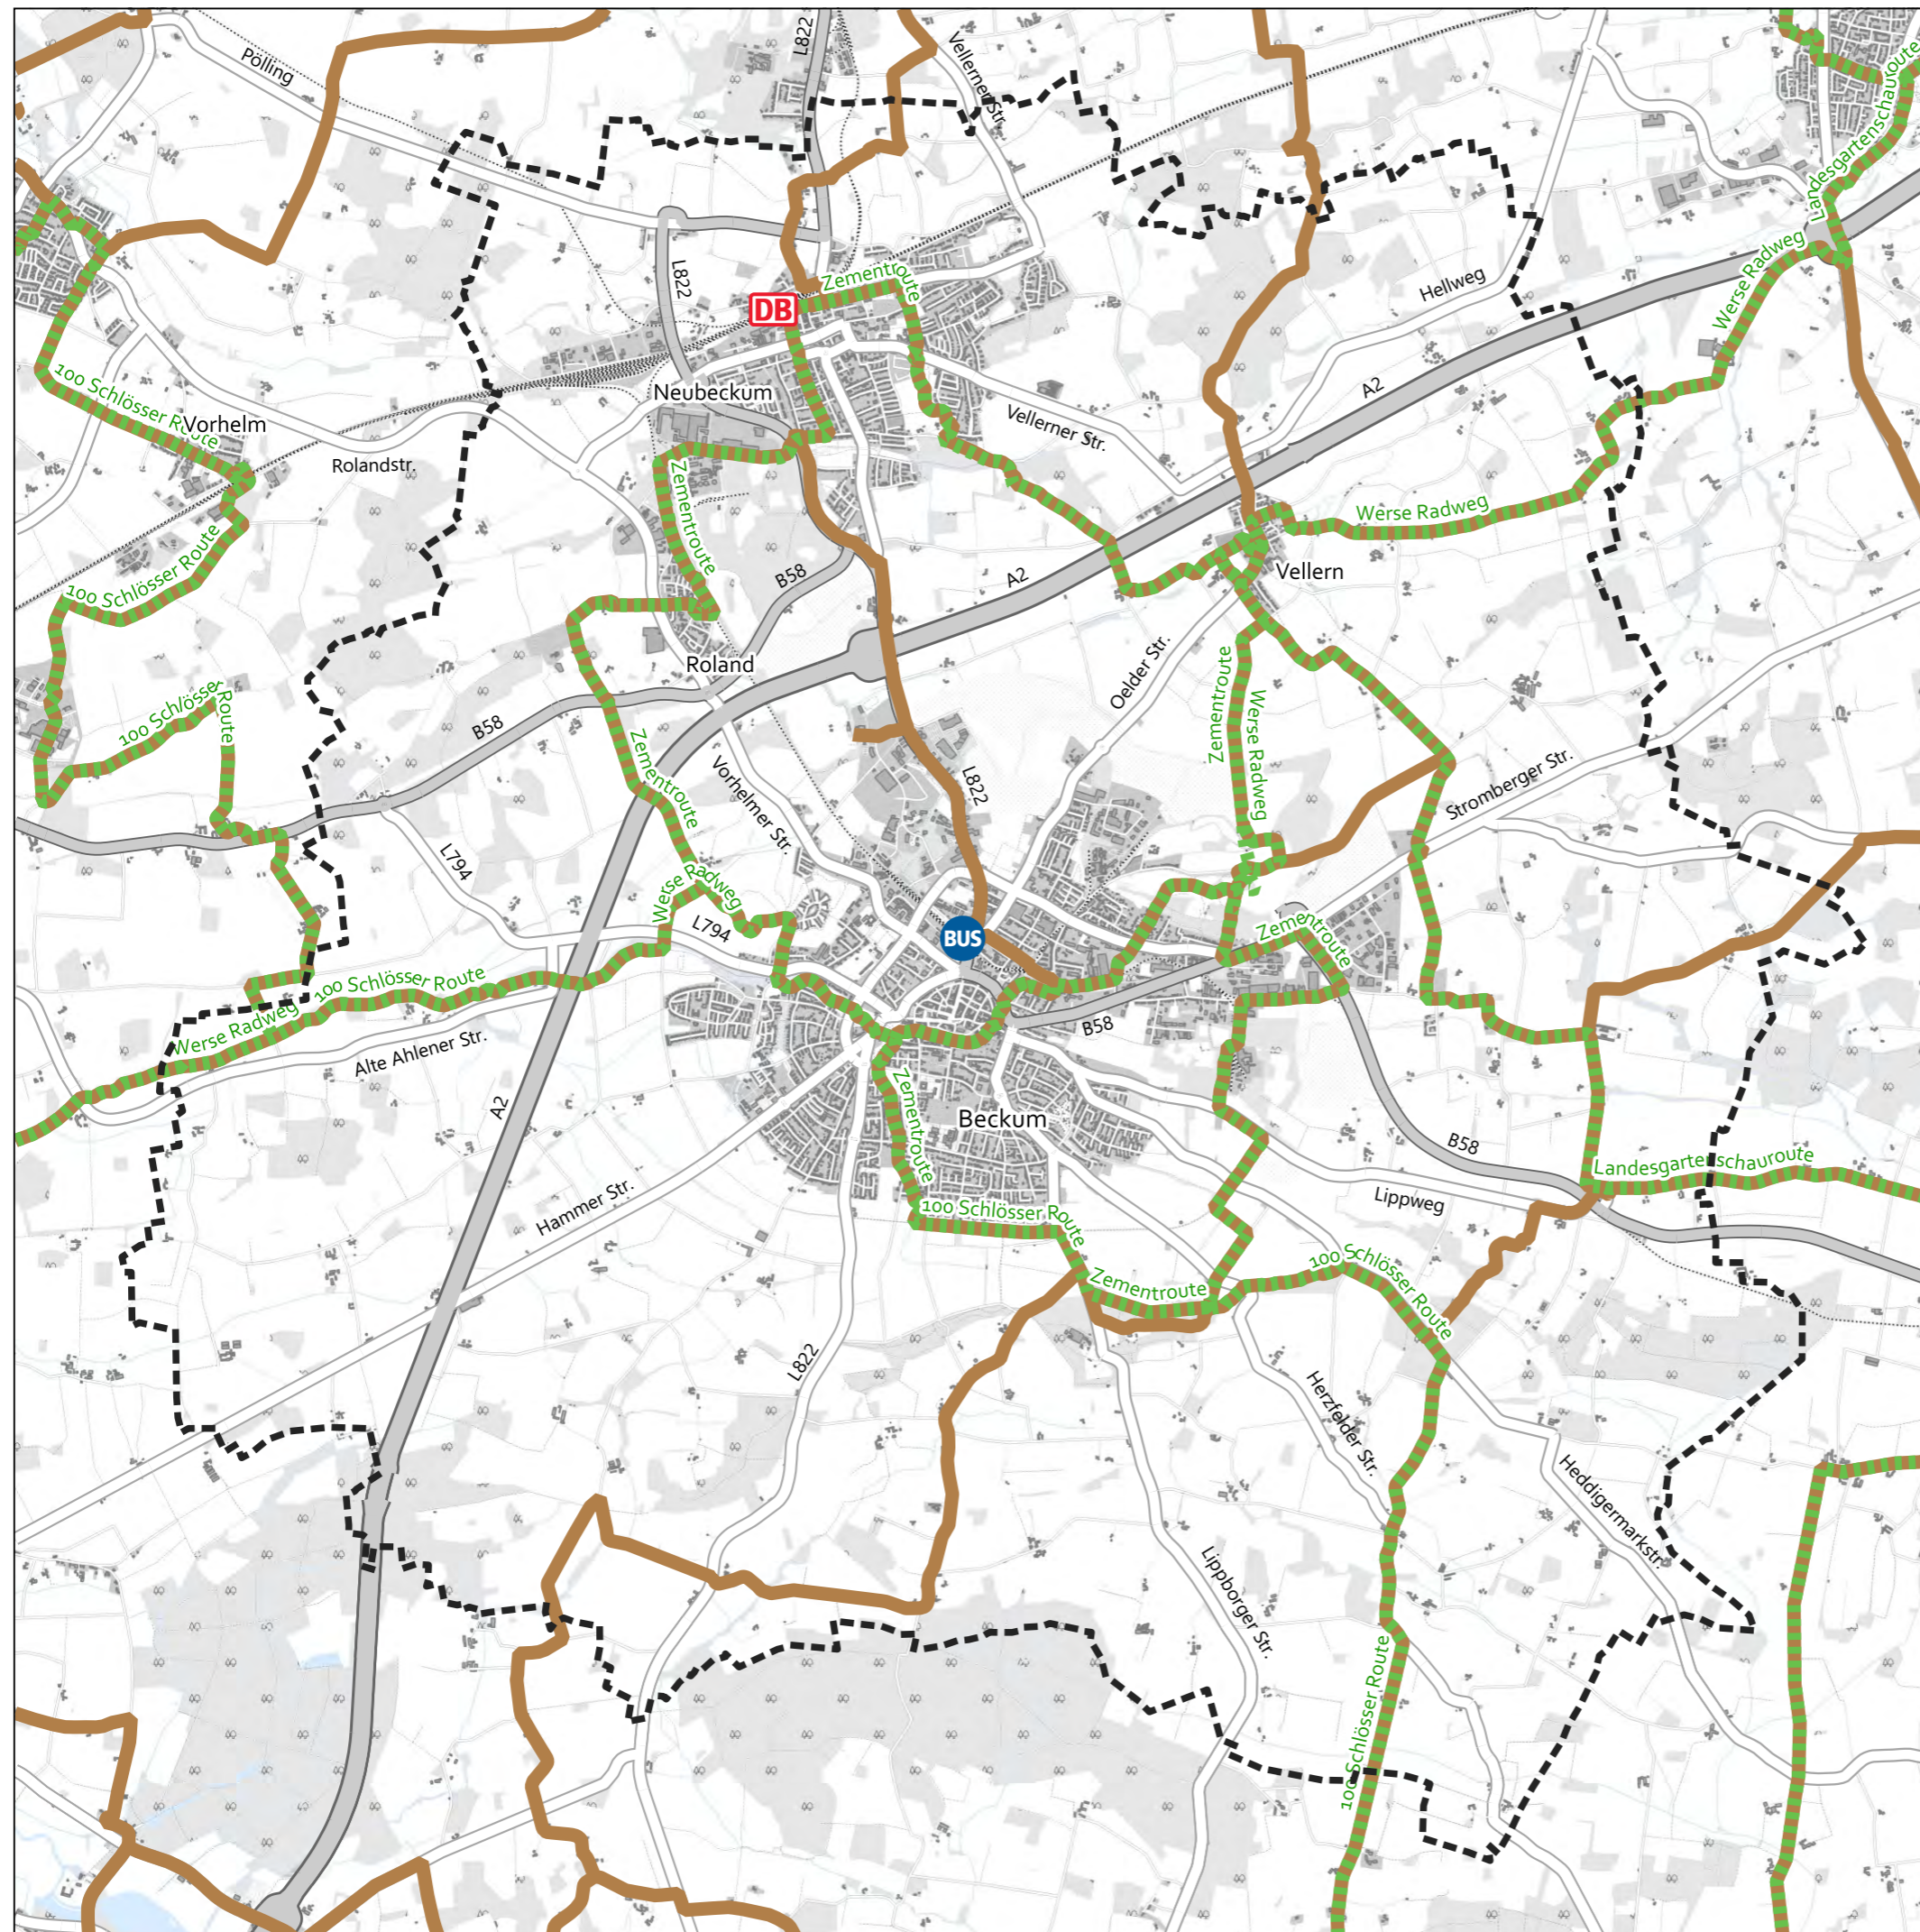 L822
Vellerner Str.
Pölling
Landesgartenschauroute
L822
Zementroute
DB
Hellweg
Werse Radweg
A2
100 Schlösser Route
Vorhelm
Neubeckum
Vellerner Str.
Rolandstr.
Zementroute
Werse Radweg
100 Schlösser Route
B58
A2
Vellern
Roland
Oelder Str.
Zementroute
Werse Radweg
100 Schlösser Route
B58
Zementroute
Vorhelmer Str.
L822
Stromberger Str.
L794
Werse Radweg
L794
BUS
Zementroute
100 Schlösser Route
Werse Radweg
Alte Ahlener Str.
B58
A2
Zementroute
Beckum
B58
Landesgartenschauroute
Hammer Str.
Lippweg
100 Schlösser Route
Zementroute
100 Schlösser Route
L822
Herzfelder Str.
Heddigermarkstr.
Lippborger Str.
100 Schlösser Route